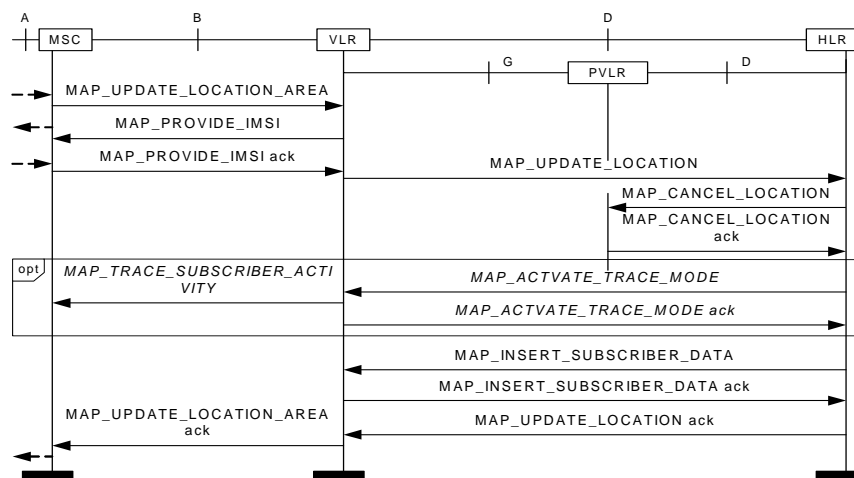 A
B
D
MSC
VLR
HLR
G
PVLR
D
MAP_UPDATE_LOCATION_AREA
MAP_PROVIDE_IMSI
MAP_PROVIDE_IMSI ack
MAP_UPDATE_LOCATION
MAP_CANCEL_LOCATION
MAP_CANCEL_LOCATION
ack
opt
MAP_TRACE_SUBSCRIBER_ACTI
VITY
MAP_ACTVATE_TRACE_MODE
MAP_ACTVATE_TRACE_MODE ack
MAP_INSERT_SUBSCRIBER_DATA
MAP_INSERT_SUBSCRIBER_DATA ack
MAP_UPDATE_LOCATION_AREA
ack
MAP_UPDATE_LOCATION ack